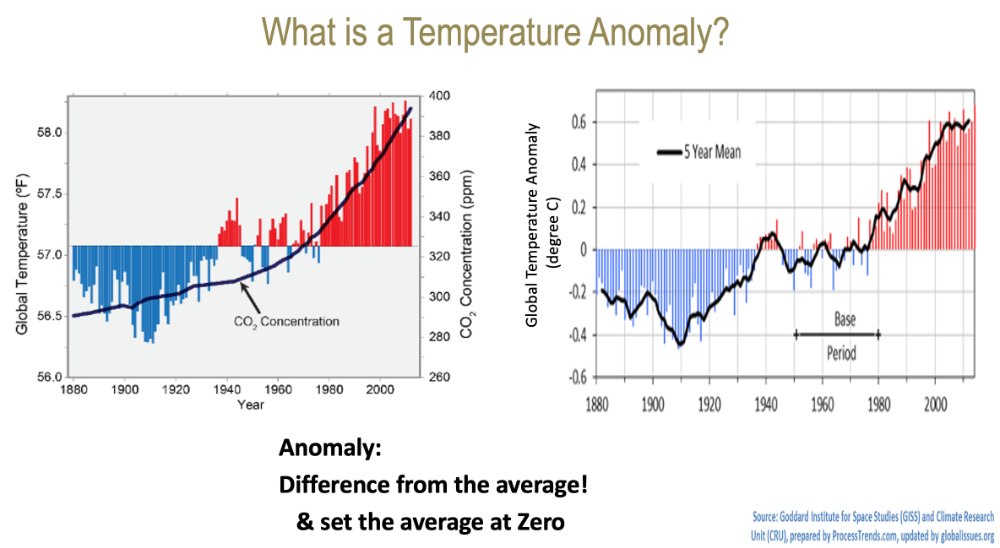 What is a Temperature Anomaly?
Global Temperature (°F)
58.0
57.5
57.0
56.5
56.0
400
380
360
340
320
300
280
260
CO2 Concentration (ppm)
CO2 Concentration
1880 1900 1920 1940 1960 1980 2000
Year
Global Temperature Anomaly
(degree C)
0.6
0.4
0.2
0
-0.2
-0.4
-0.6
5 Year Mean
Base
Period
1880 1900 1920 1940 1960 1980 2000
Anomaly:
Difference from the average!
& set the average at Zero
Source: Goddard Institute for Space Studies (GISS) and Climate Research
Unit (CRU), prepared by ProcessTrends.com, updated by globalissues.org